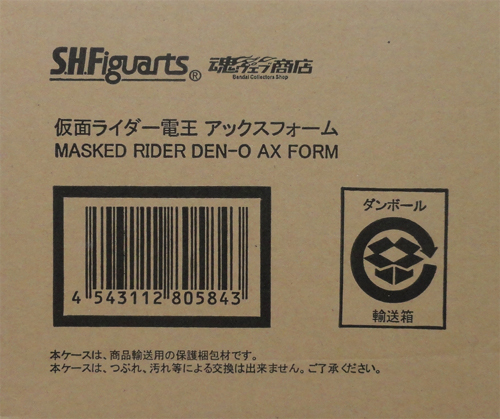 S.H.Figuarts® 魂ウェブ商店
Bandai Collectors Shop
仮面ライダー電王 アックスフォーム
MASKED RIDER DEN-O AX FORM
4 543112 805843
ダンボール
輸送箱
本ケースは、商品輸送用の保護梱包材です。
本ケースは、つぶれ、汚れ等による交換は出来ません。ご了承ください。